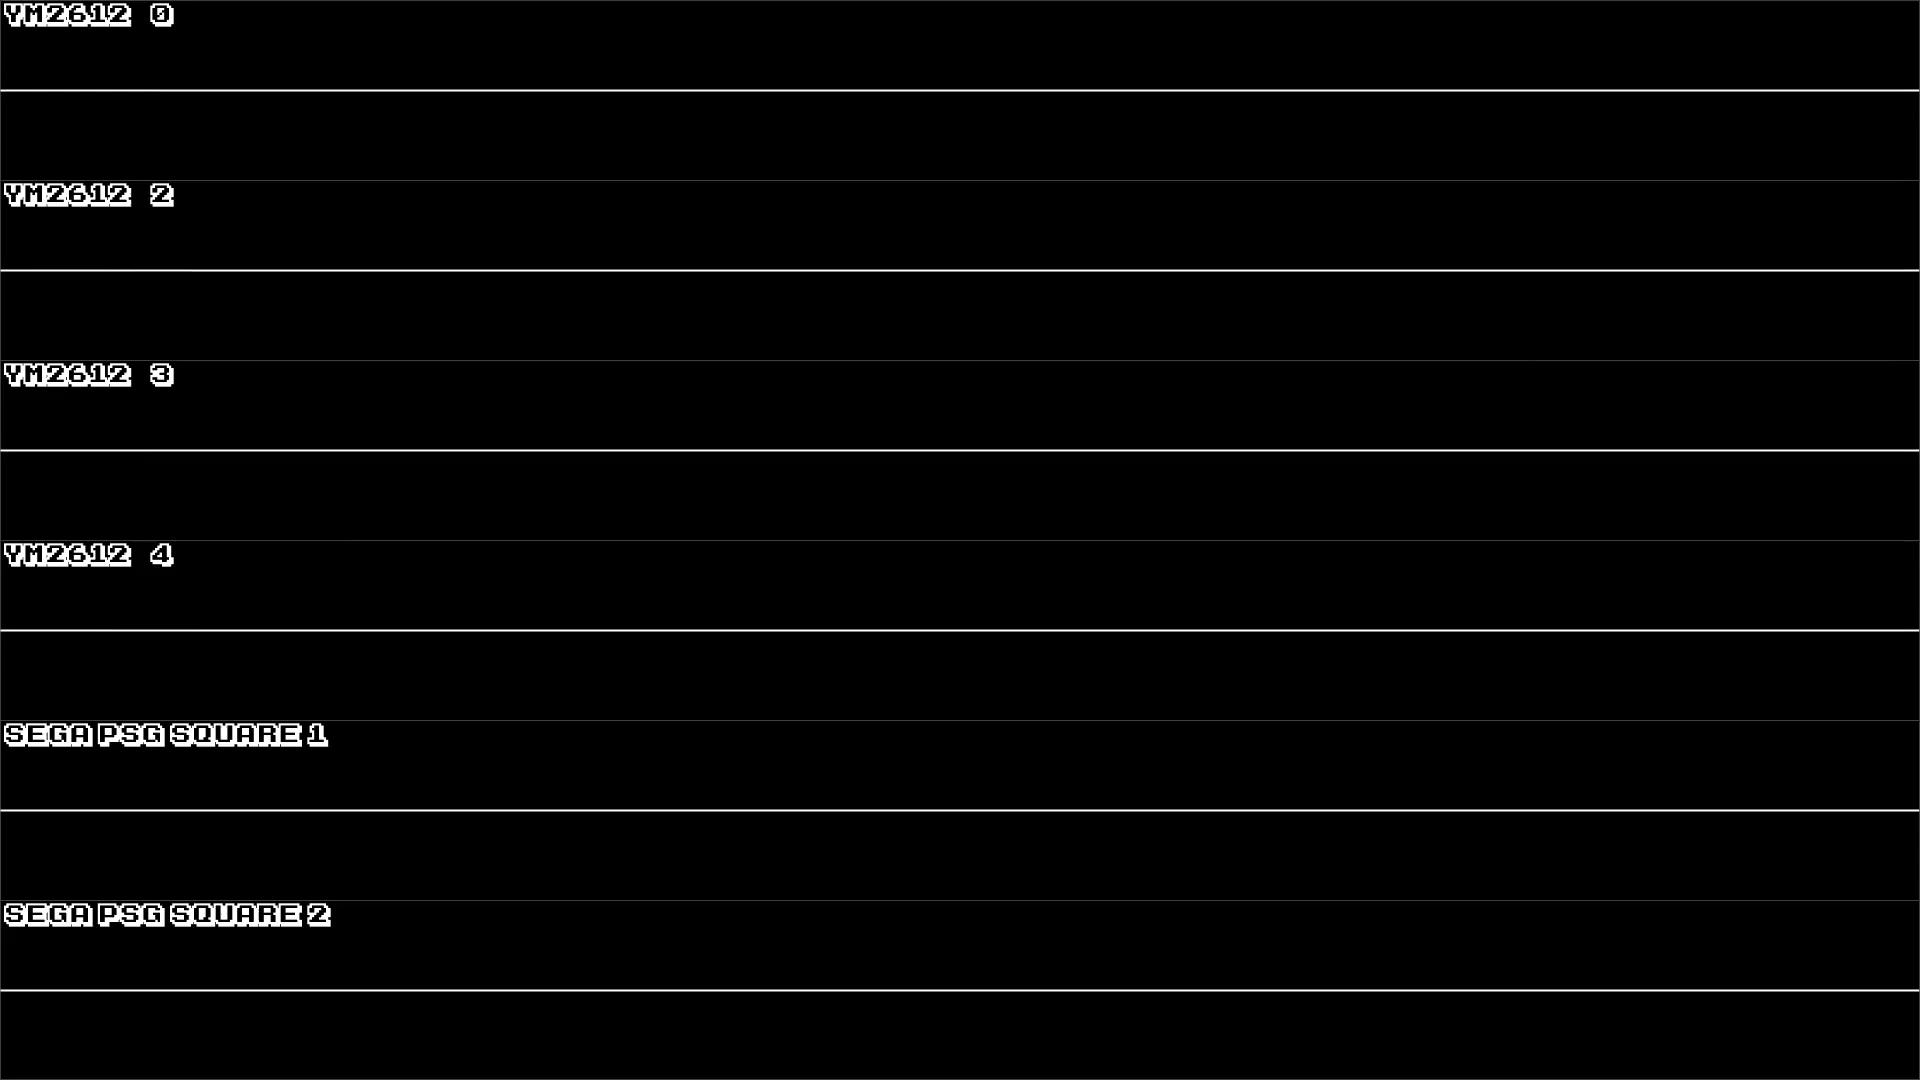 YM2612 0
YM2612 2
YM2612 3
YM2612 4
SEGA PSG SQUARE 1
SEGA PSG SQUARE 2